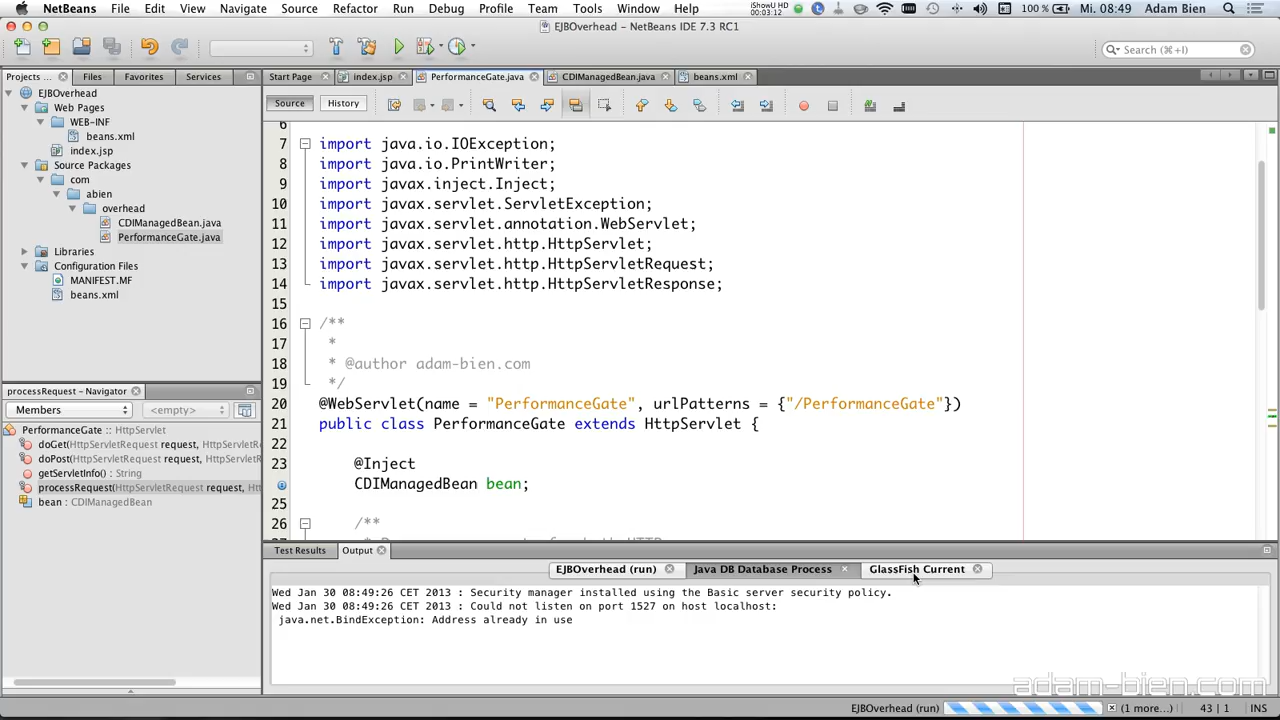 NetBeans File Edit View Navigate Source Refactor Run Debug Profile Team Tools Window Help iShowU HD 00:03:12 100 % Mi. 08:49 Adam Bien
EJBOverhead - NetBeans IDE 7.3 RC1
Search (⌘+I)
Projects ... Files Favorites Services
Start Page index.jsp PerformanceGate.java CDIManagedBean.java beans.xml
Source History
EJBOverhead
Web Pages
WEB-INF
beans.xml
index.jsp
Source Packages
com
abien
overhead
CDIManagedBean.java
PerformanceGate.java
Libraries
Configuration Files
MANIFEST.MF
beans.xml
processRequest - Navigator
Members <empty>
PerformanceGate :: HttpServlet
doGet(HttpServletRequest request,
doPost(HttpServletRequest request,
getServletInfo() : String
processRequest(HttpServletRequest request,
bean : CDIManagedBean
6
7 import java.io.IOException;
8 import java.io.PrintWriter;
9 import javax.inject.Inject;
10 import javax.servlet.ServletException;
11 import javax.servlet.annotation.WebServlet;
12 import javax.servlet.http.HttpServlet;
13 import javax.servlet.http.HttpServletRequest;
14 import javax.servlet.http.HttpServletResponse;
15
16 /**
17 *
18 * @author adam-bien.com
19 */
20 @WebServlet(name = "PerformanceGate", urlPatterns = {"/PerformanceGate"})
21 public class PerformanceGate extends HttpServlet {
22
23 @Inject
CDIManagedBean bean;
25
26 /**
Test Results Output
EJBOverhead (run) Java DB Database Process GlassFish Current
Wed Jan 30 08:49:26 CET 2013 : Security manager installed using the Basic server security policy.
Wed Jan 30 08:49:26 CET 2013 : Could not listen on port 1527 on host localhost:
java.net.BindException: Address already in use
adam-bien.com
EJBOverhead (run) (1 more...) 43 | 1 INS